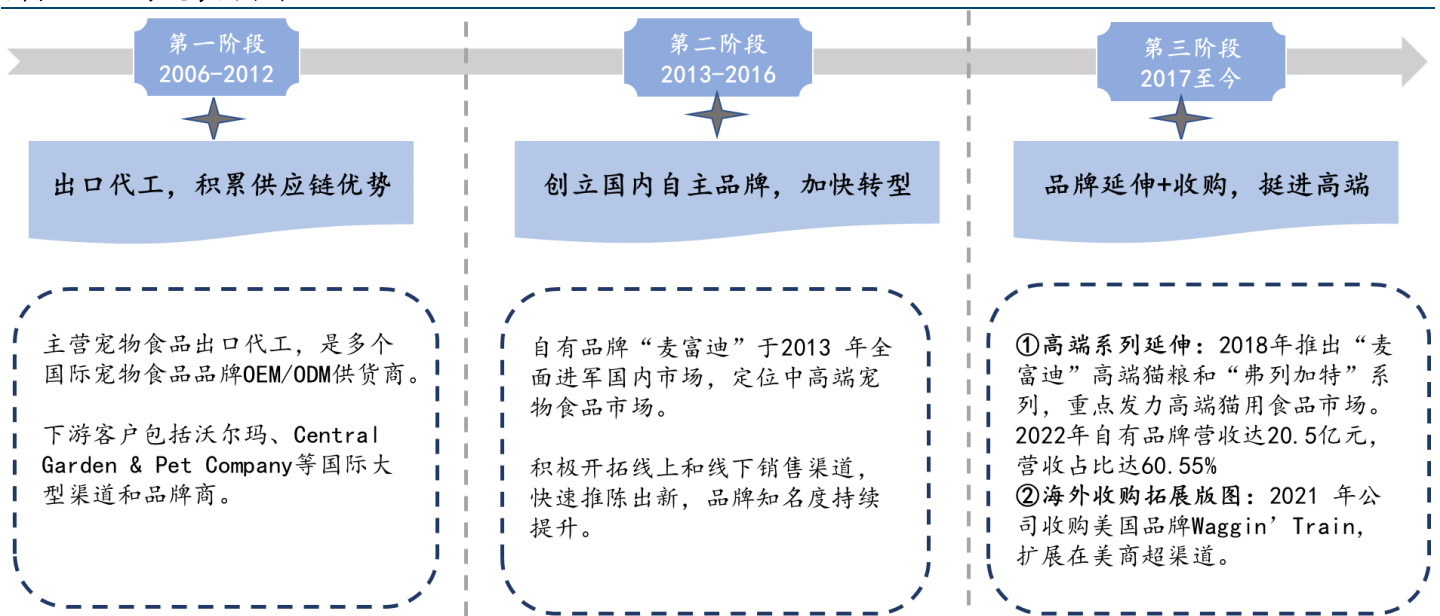 第一阶段
2006-2012
第二阶段
2013-2016
第三阶段
2017至今
出口代工，积累供应链优势
创立国内自主品牌，加快转型
品牌延伸+收购，挺进高端
主营宠物食品出口代工，是多个
国际宠物食品品牌OEM/ODM供货商。
下游客户包括沃尔玛、Central
Garden & Pet Company等国际大
型渠道和品牌商。
自有品牌“麦富迪”于2013 年全
面进军国内市场，定位中高端宠
物食品市场。
积极开拓线上和线下销售渠道，
快速推陈出新，品牌知名度持续
提升。
①高端系列延伸：2018年推出“麦
富迪”高端猫粮和“弗列加特”系
列，重点发力高端猫用食品市场。
2022年自有品牌营收达20.5亿元，
营收占比达60.55%
②海外收购拓展版图：2021 年公
司收购美国品牌Waggin’Train，
扩展在美商超渠道。